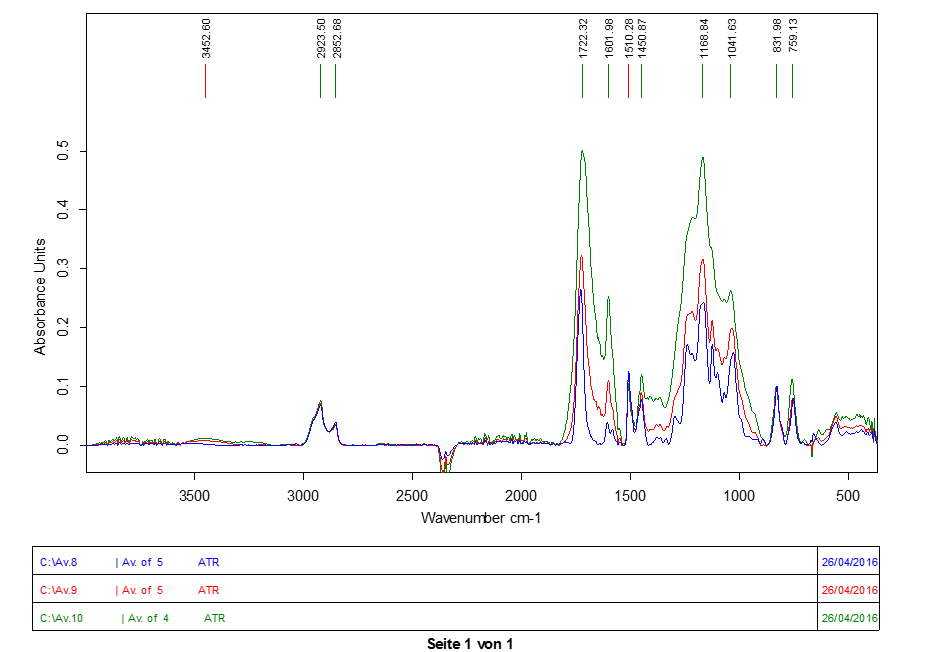 3452.60
2923.50
2852.68
1722.32
1601.98
1510.28
1450.87
1168.84
1041.63
831.98
759.13
Absorbance Units
0.5
0.4
0.3
0.2
0.1
0.0
3500 3000 2500 2000 1500 1000 500
Wavenumber cm-1
C:\Av.8 | Av. of 5 ATR 26/04/2016
C:\Av.9 | Av. of 5 ATR 26/04/2016
C:\Av.10 | Av. of 4 ATR 26/04/2016
Seite 1 von 1